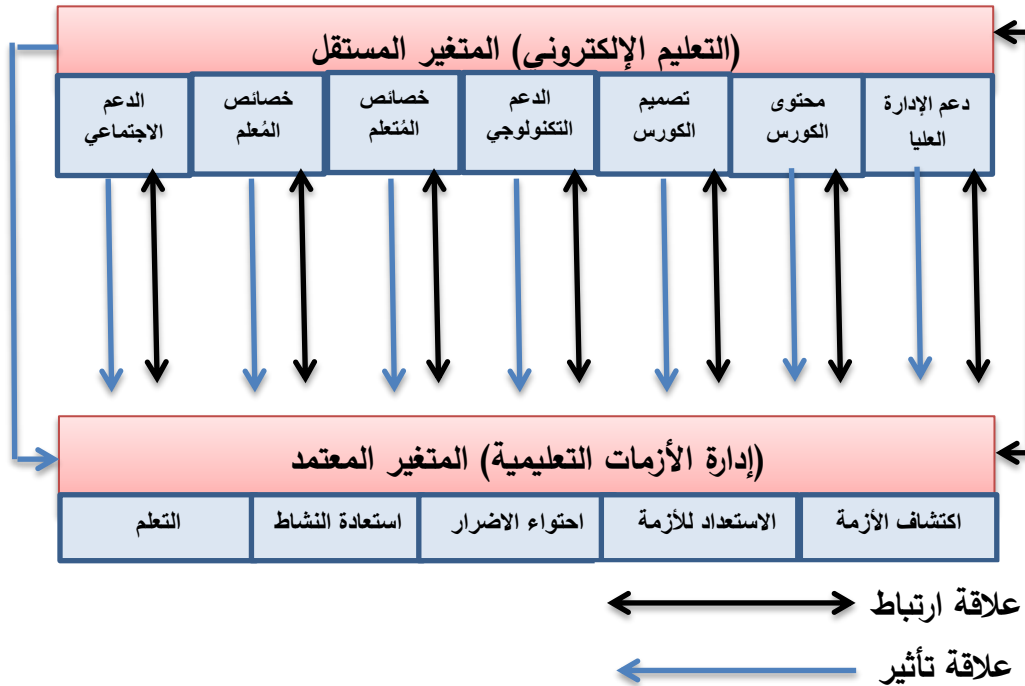 (التعليم الإلكتروني) المتغير المستقل
دعم الإدارة
العليا
محتوى
الكورس
تصميم
الكورس
الدعم
التكنولوجي
خصائص
المُتعلم
خصائص
المُعلم
الدعم
الاجتماعي
(إدارة الأزمات التعليمية) المتغير المعتمد
اكتشاف الأزمة
الاستعداد للأزمة
احتواء الاضرار
استعادة النشاط
التعلم
علاقة ارتباط
علاقة تأثير